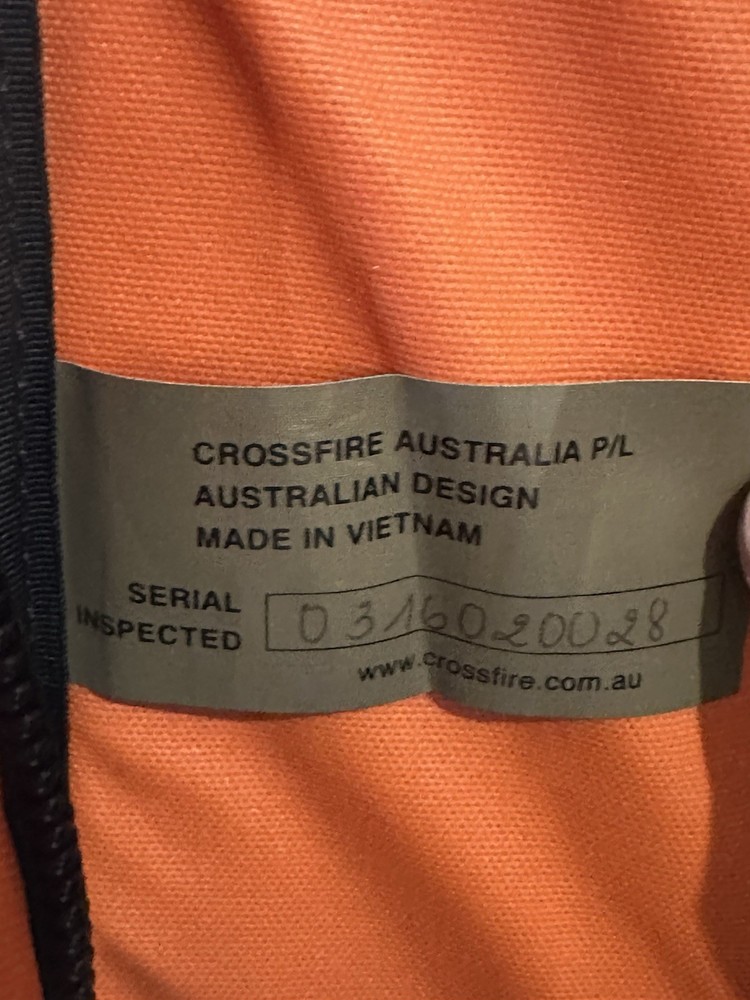 CROSSFIRE AUSTRALIA P/L
AUSTRALIAN DESIGN
MADE IN VIETNAM
SERIAL
INSPECTED
0316020028
www.crossfire.com.au